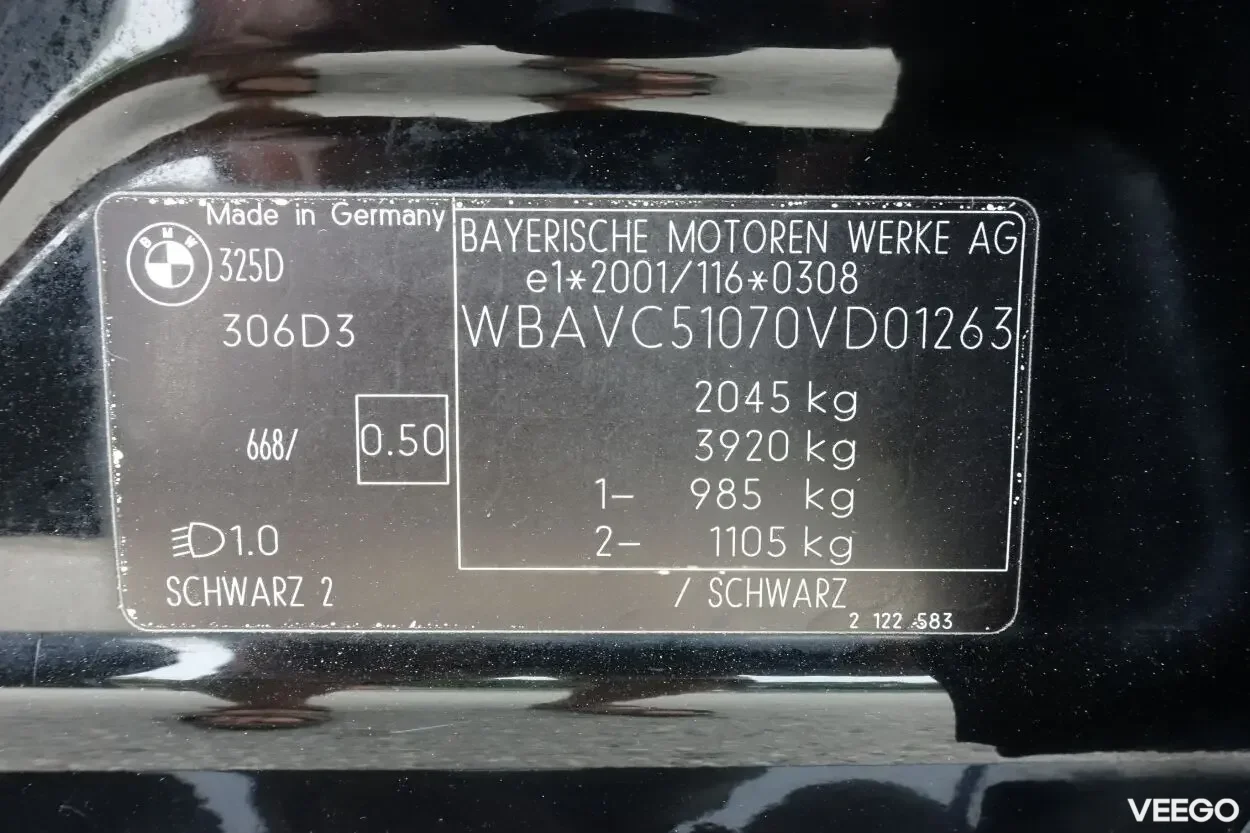 Made in Germany
BMW
325D
306D3
668/
0.50
1.0
SCHWARZ 2
BAYERISCHE MOTOREN WERKE AG
e1*2001/116*0308
WBAVC51070VD01263
2045 kg
3920 kg
1- 985 kg
2- 1105 kg
/ SCHWARZ
2 122 583
VEEGO